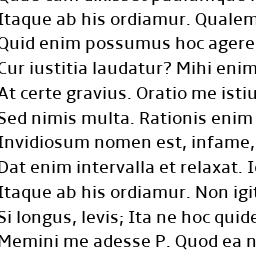 Itaque ab his ordiamur. Qualem
Quid enim possumus hoc agere
Cur iustitia laudatur? Mihi enim
At certe gravius. Oratio me istiu
Sed nimis multa. Rationis enim
Invidiosum nomen est, infame,
Dat enim intervalla et relaxat. I
Itaque ab his ordiamur. Non igi
Si longus, levis; Ita ne hoc quide
Memini me adesse P. Quod ea n